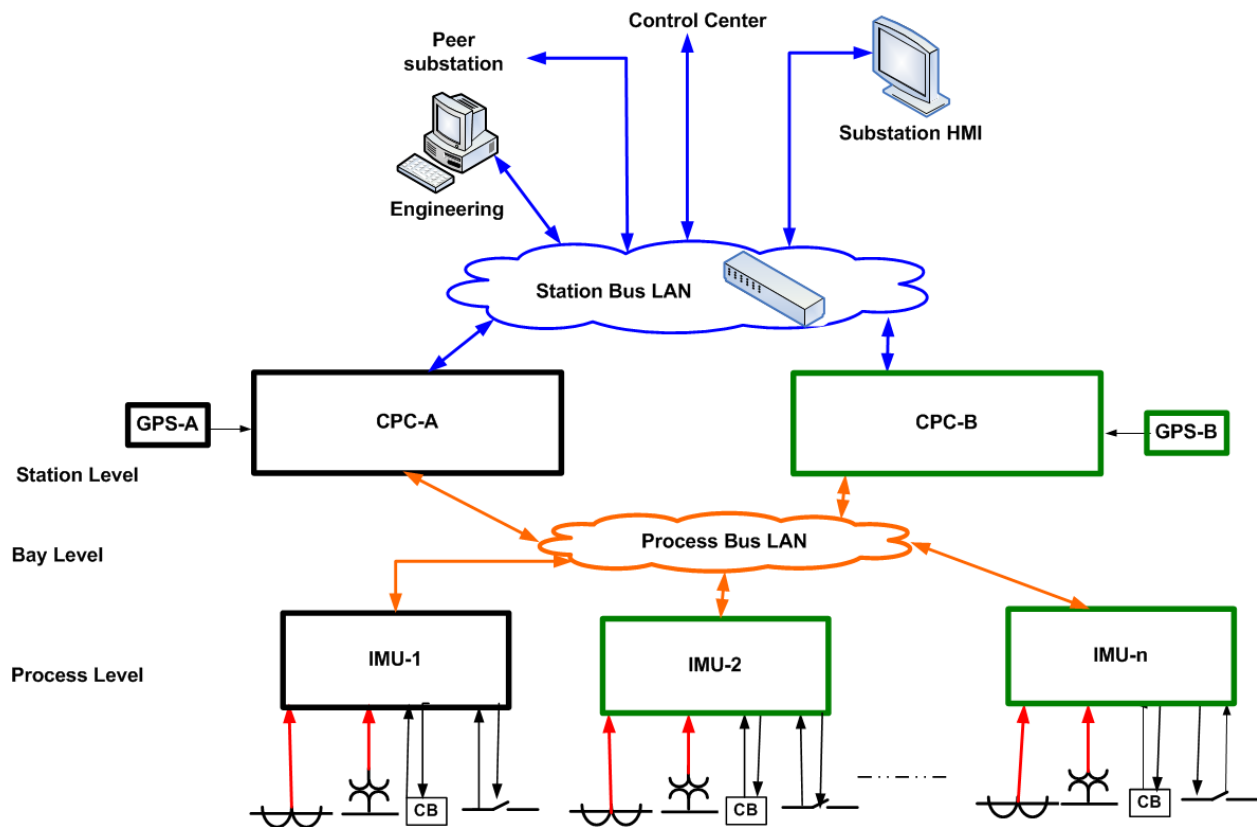 Control Center
Peer
substation
Substation HMI
Engineering
Station Bus LAN
GPS-A
CPC-A
CPC-B
GPS-B
Station Level
Process Bus LAN
Bay Level
IMU-1
IMU-2
IMU-n
Process Level
CB
CB
CB